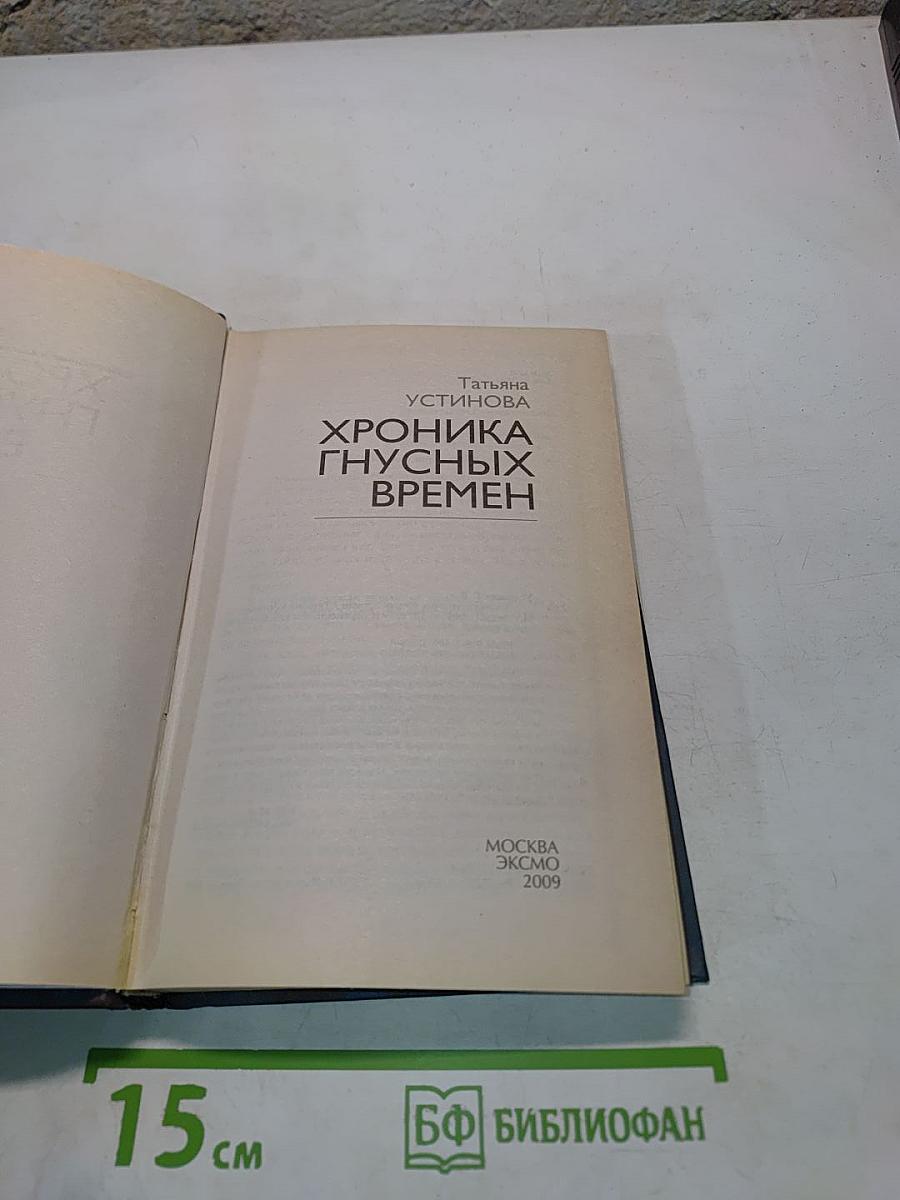 Татьяна
УСТИНОВА
ХРОНИКА
ГНУСНЫХ
ВРЕМЕН
МОСКВА
ЭКСМО
2009
15 см
БФ БИБЛИОФАН